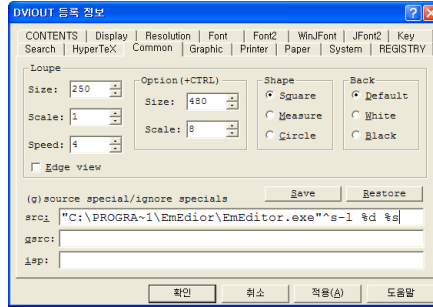 DVIOUT 등록 정보
CONTENTS Display Resolution Font Font2 WinJFont JFont2 Key
Search HyperTeX Common Graphic Printer Paper System REGISTRY
Loupe
Size: 250
Scale: 1
Speed: 4
Edge view
Option(+CTRL)
Size: 480
Scale: 8
Shape
Square
Measure
Circle
Back
Default
White
Black
(g)source special/ignore specials Save Restore
src: "C:\PROGRA~1\EmEdior\EmEditor.exe"^s-l %d %s
gsrc:
isp:
확인 취소 적용(A) 도움말